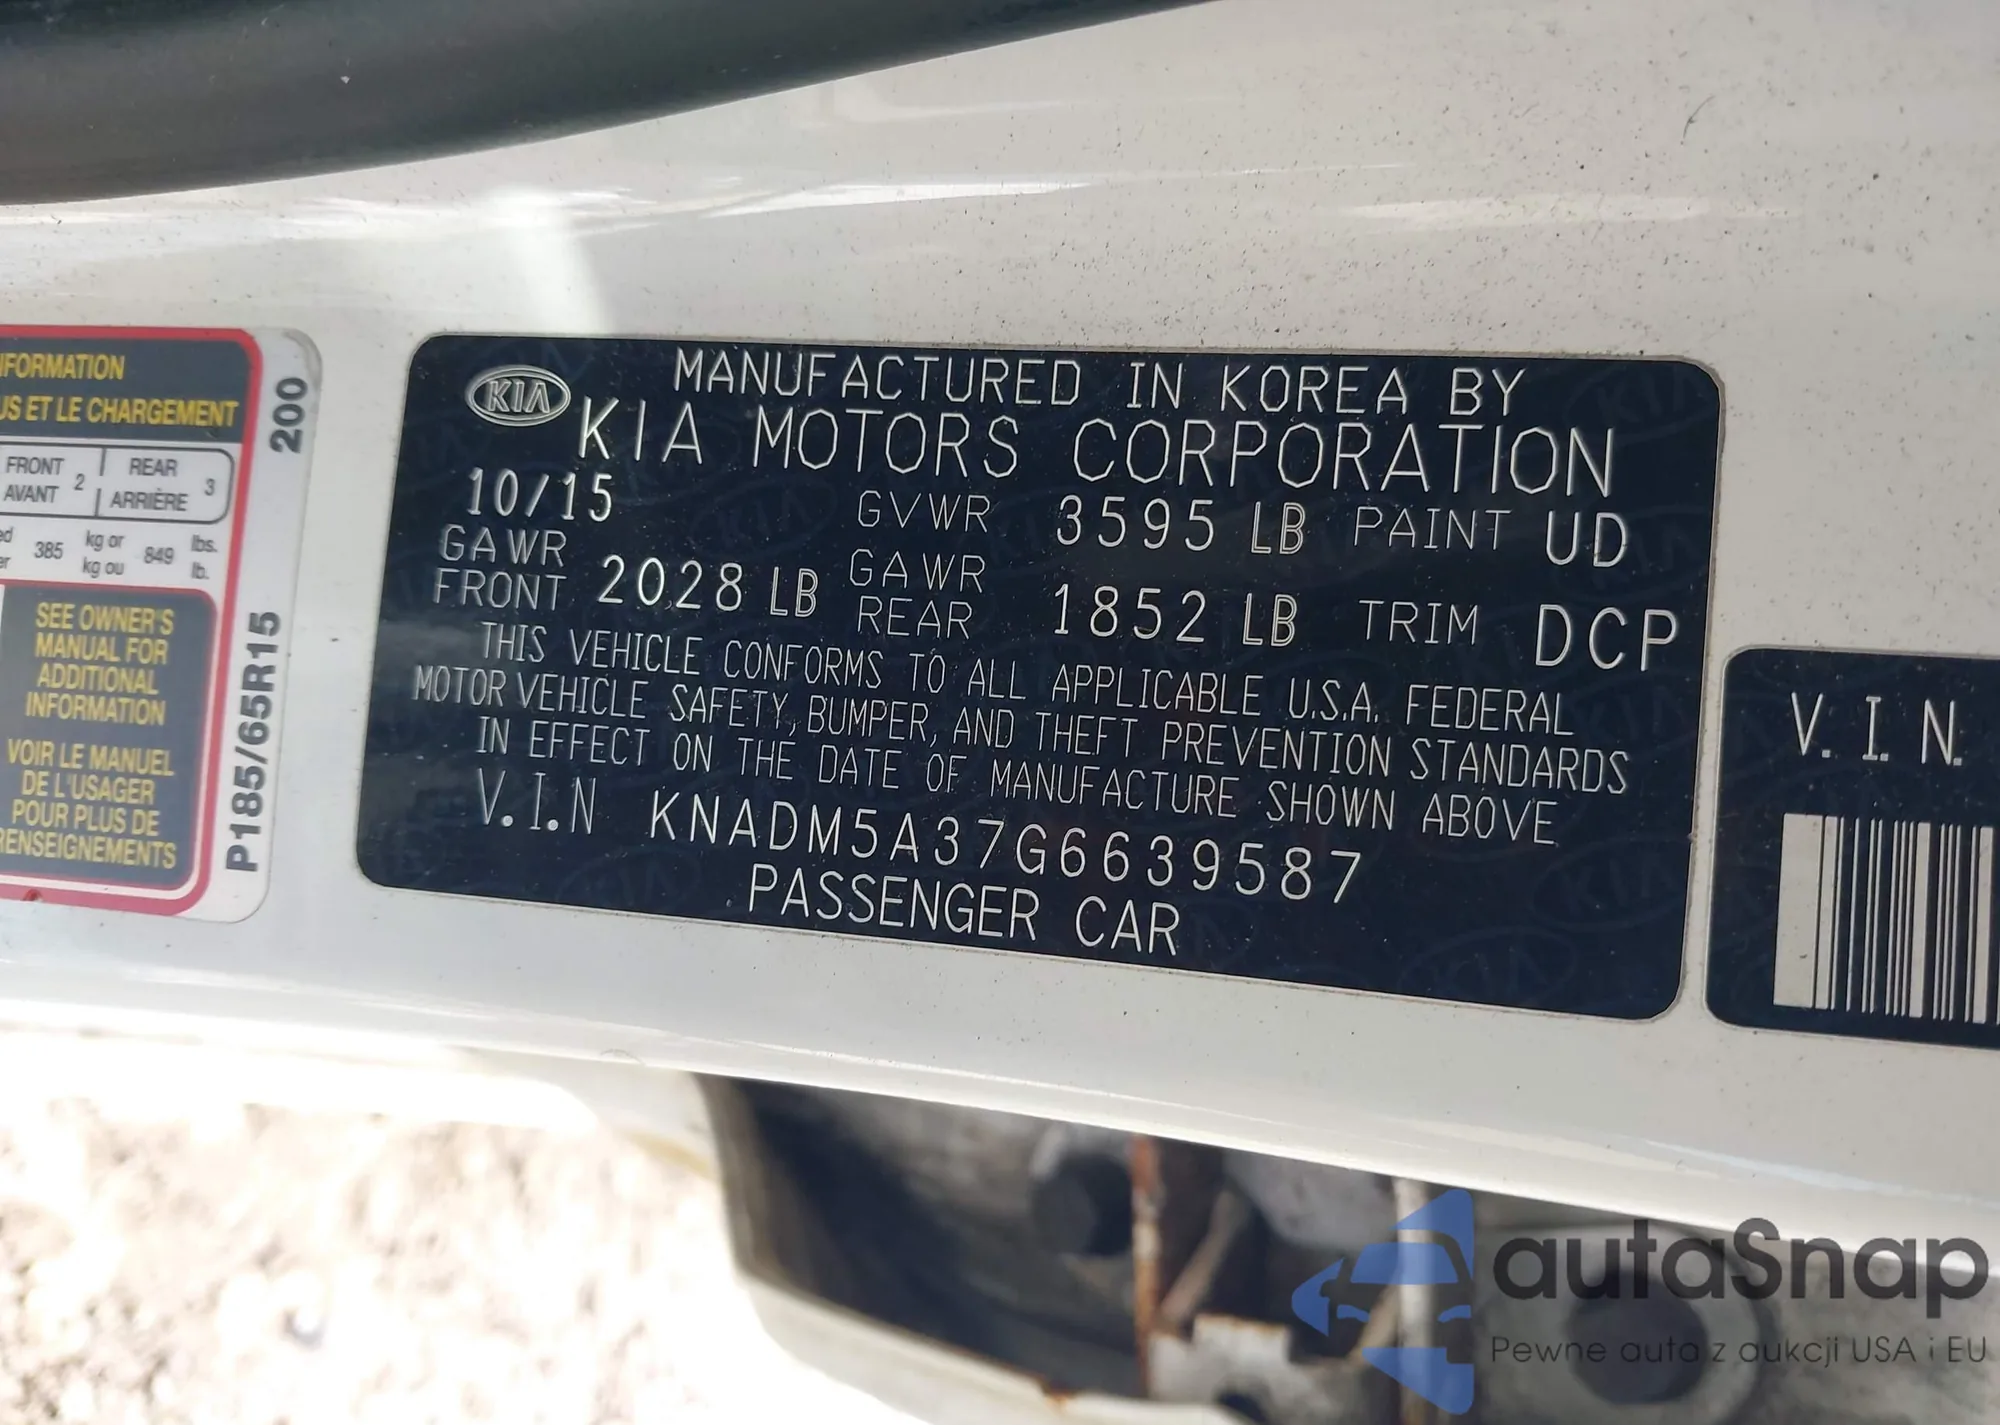 NFORMATION
US ET LE CHARGEMENT
FRONT 2 REAR 3
AVANT ARRIÈRE
385 kg or 849 lbs.
kg ou lb.
SEE OWNER'S
MANUAL FOR
ADDITIONAL
INFORMATION
VOIR LE MANUEL
DE L'USAGER
POUR PLUS DE
RENSEIGNEMENTS
200
P185/65R15
KIA
MANUFACTURED IN KOREA BY
KIA MOTORS CORPORATION
10/15 GVWR 3595 LB PAINT UD
GAWR FRONT 2028 LB GAWR REAR 1852 LB TRIM DCP
THIS VEHICLE CONFORMS TO ALL APPLICABLE U.S.A. FEDERAL
MOTOR VEHICLE SAFETY, BUMPER, AND THEFT PREVENTION STANDARDS
IN EFFECT ON THE DATE OF MANUFACTURE SHOWN ABOVE
V.I.N KNADM5A37G6639587
PASSENGER CAR
V.I.N.
autaSnap
Pewne auta z aukcji USA i EU